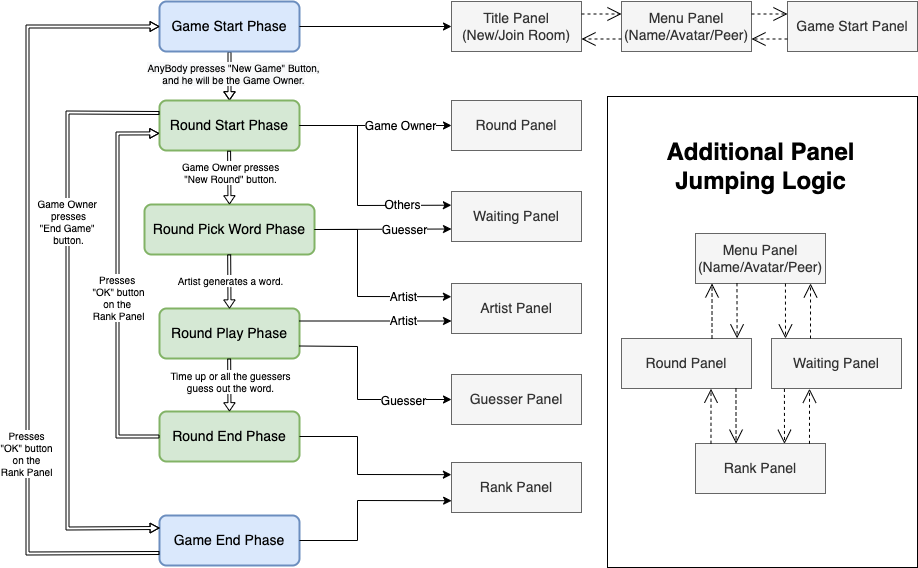 Game Start Phase
Title Panel
(New/Join Room)
Menu Panel
(Name/Avatar/Peer)
Game Start Panel
AnyBody presses "New Game" Button,
and he will be the Game Owner.
Round Start Phase
Game Owner
Round Panel
Game Owner presses
"New Round" button.
Others
Waiting Panel
Guesser
Round Pick Word Phase
Game Owner
presses
"End Game"
button.
Artist generates a word.
Presses
"OK" button
on the
Rank Panel
Artist
Artist Panel
Artist
Round Play Phase
Time up or all the guessers
guess out the word.
Guesser
Guesser Panel
Round End Phase
Presses
"OK" button
on the
Rank Panel
Rank Panel
Game End Phase
Additional Panel
Jumping Logic
Menu Panel
(Name/Avatar/Peer)
Round Panel
Waiting Panel
Rank Panel